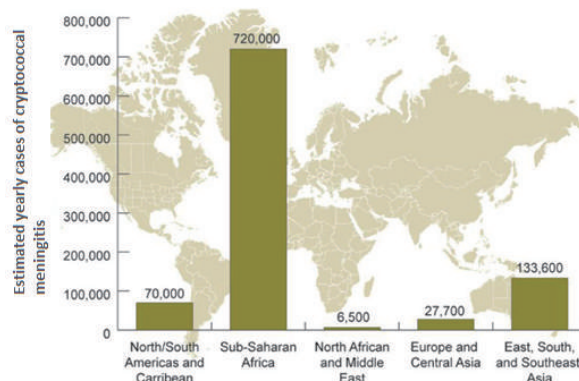 Estimated yearly cases of cryptococcal
meningitis
800,000
700,000
600,000
500,000
400,000
300,000
200,000
100,000
0
70,000
720,000
6,500
27,700
133,600
North/South
Americas and
Carribean
Sub-Saharan
Africa
North African
and Middle
East
Europe and
Central Asia
East, South,
and Southeast
Asia